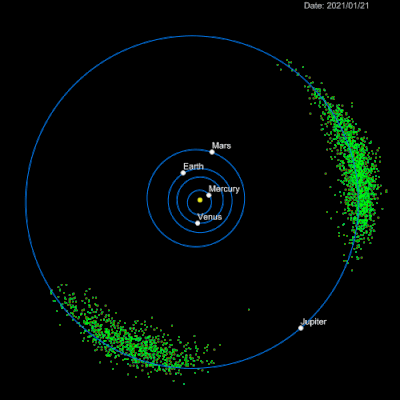 Date: 2021/01/21
Mars
Earth
Mercury
Venus
Jupiter